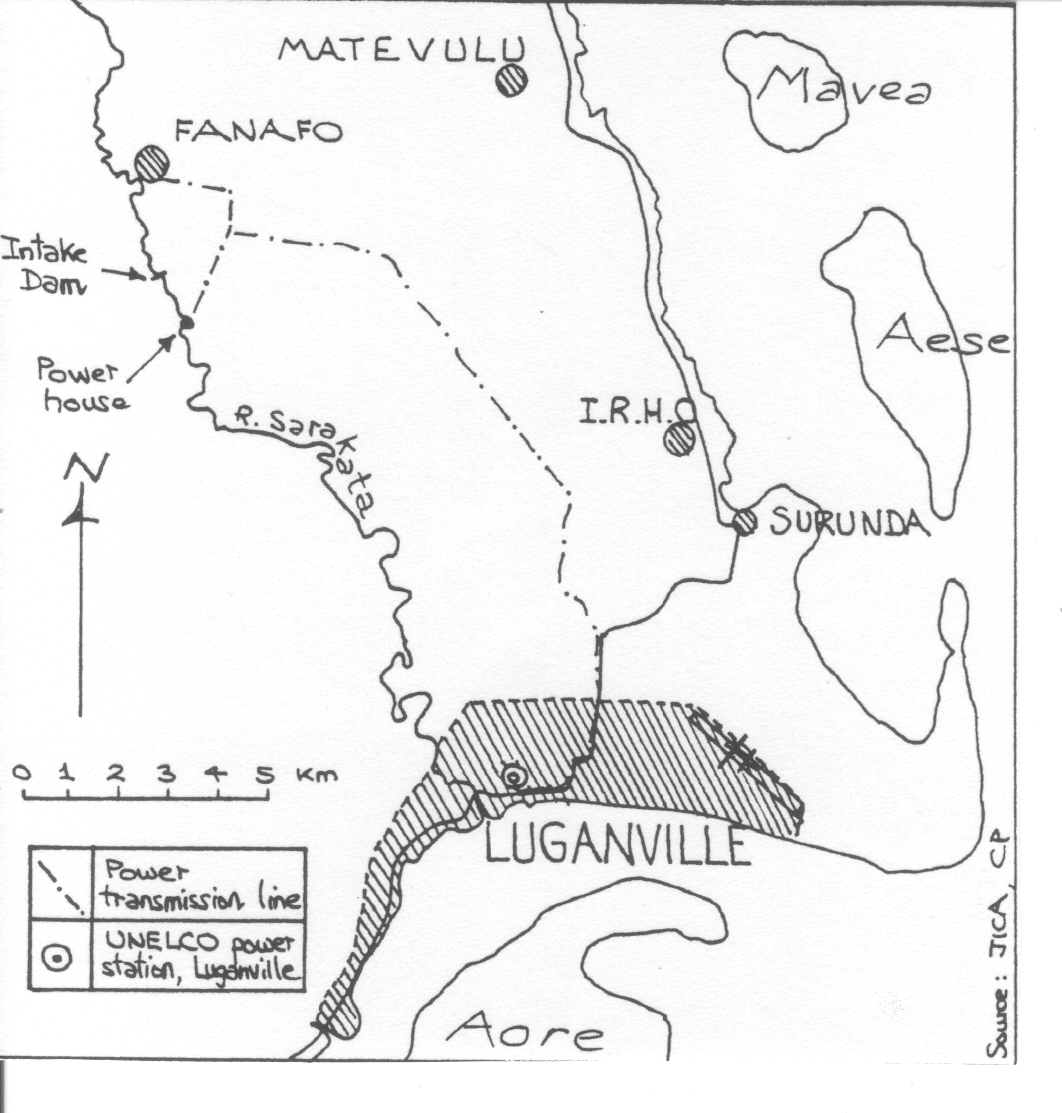 MATEVULU
Mavea
FANAFO
Intake
Dam
Aese
Power
house
I.R.H.O
R. Sarakata
N
SURUNDA
0 1 2 3 4 5 Km
LUGANVILLE
Power
transmission line
UNELCO power
station, Luganville
Aore
Source: JICA, CP